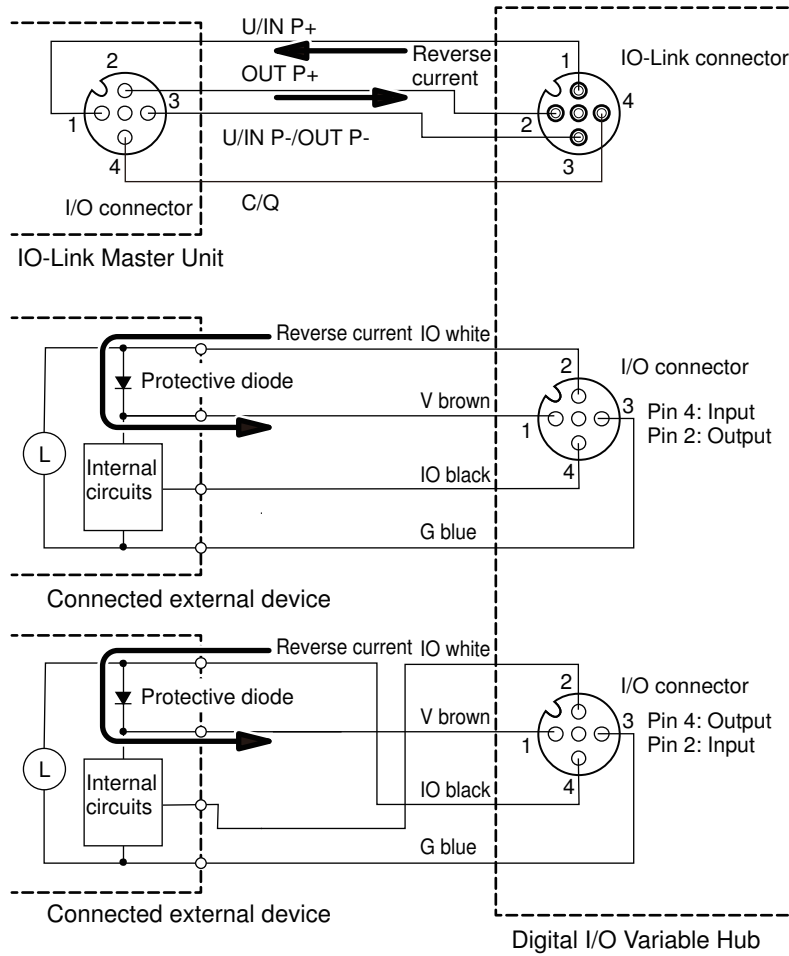 U/IN P+
Reverse
current
OUT P+
IO-Link connector
2
1
1
3
4
2
U/IN P-/OUT P-
4
3
I/O connector
C/Q
IO-Link Master Unit
Reverse current
IO white
2
I/O connector
Protective diode
V brown
3
Pin 4: Input
Pin 2: Output
1
L
Internal
circuits
IO black
4
G blue
Connected external device
Reverse current
IO white
2
I/O connector
Protective diode
V brown
3
Pin 4: Output
Pin 2: Input
1
L
Internal
circuits
IO black
4
G blue
Connected external device
Digital I/O Variable Hub